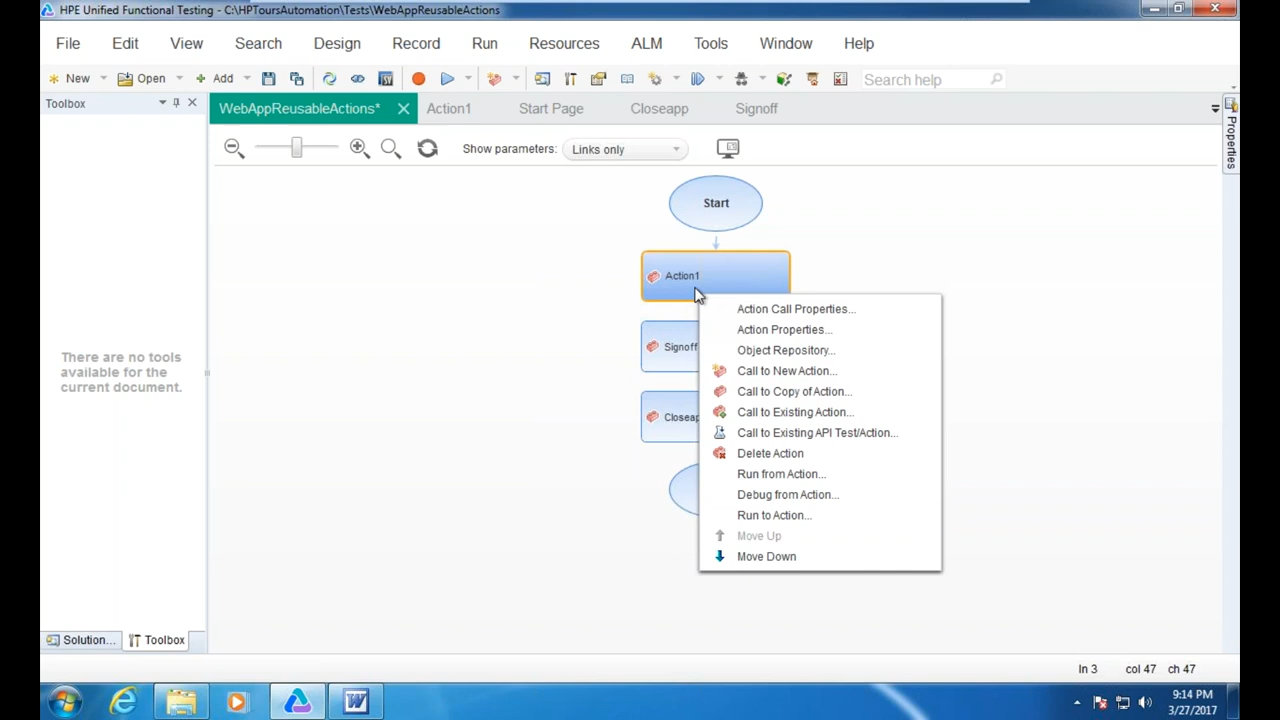 HPE Unified Functional Testing - C:\HPToursAutomation\Tests\WebAppReusableActions
File Edit View Search Design Record Run Resources ALM Tools Window Help
New Open Add Search help
Toolbox
WebAppReusableActions* Action1 Start Page Closeapp Signoff
Properties
Show parameters: Links only
Start
Action1
Signoff
Closeap
There are no tools
available for the
current document.
Action Call Properties...
Action Properties...
Object Repository...
Call to New Action...
Call to Copy of Action...
Call to Existing Action...
Call to Existing API Test/Action...
Delete Action
Run from Action...
Debug from Action...
Run to Action...
Move Up
Move Down
Solution... Toolbox
ln 3 col 47 ch 47
9:14 PM
3/27/2017